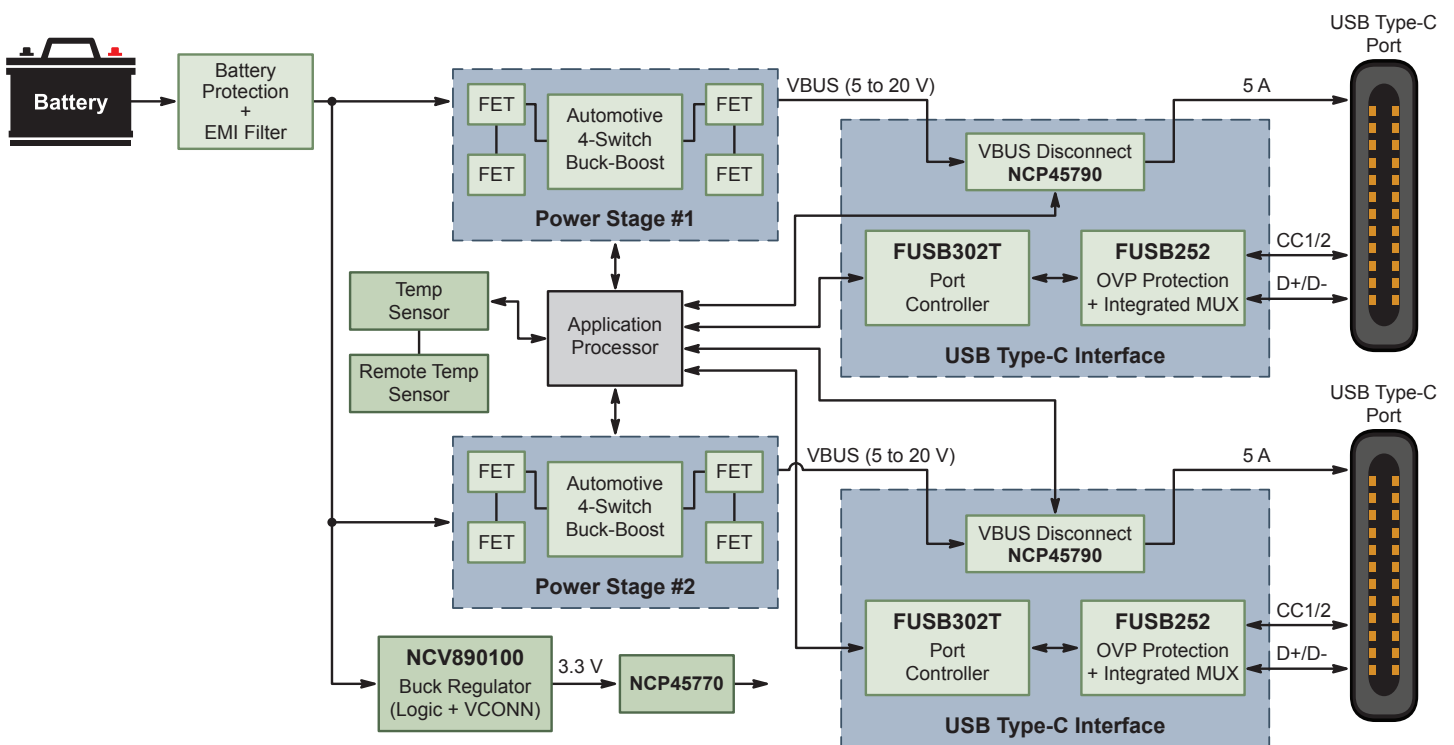 USB Type-C
Port
Battery
Battery
Protection
+
EMI Filter
FET
FET
Automotive
4-Switch
Buck-Boost
FET
FET
Power Stage #1
VBUS (5 to 20 V)
5 A
VBUS Disconnect
NCP45790
FUSB302T
Port
Controller
FUSB252
OVP Protection
+ Integrated MUX
CC1/2
D+/D-
USB Type-C Interface
Temp
Sensor
Remote Temp
Sensor
Application
Processor
USB Type-C
Port
FET
FET
Automotive
4-Switch
Buck-Boost
FET
FET
Power Stage #2
VBUS (5 to 20 V)
5 A
VBUS Disconnect
NCP45790
FUSB302T
Port
Controller
FUSB252
OVP Protection
+ Integrated MUX
CC1/2
D+/D-
USB Type-C Interface
NCV890100
Buck Regulator
(Logic + VCONN)
3.3 V
NCP45770